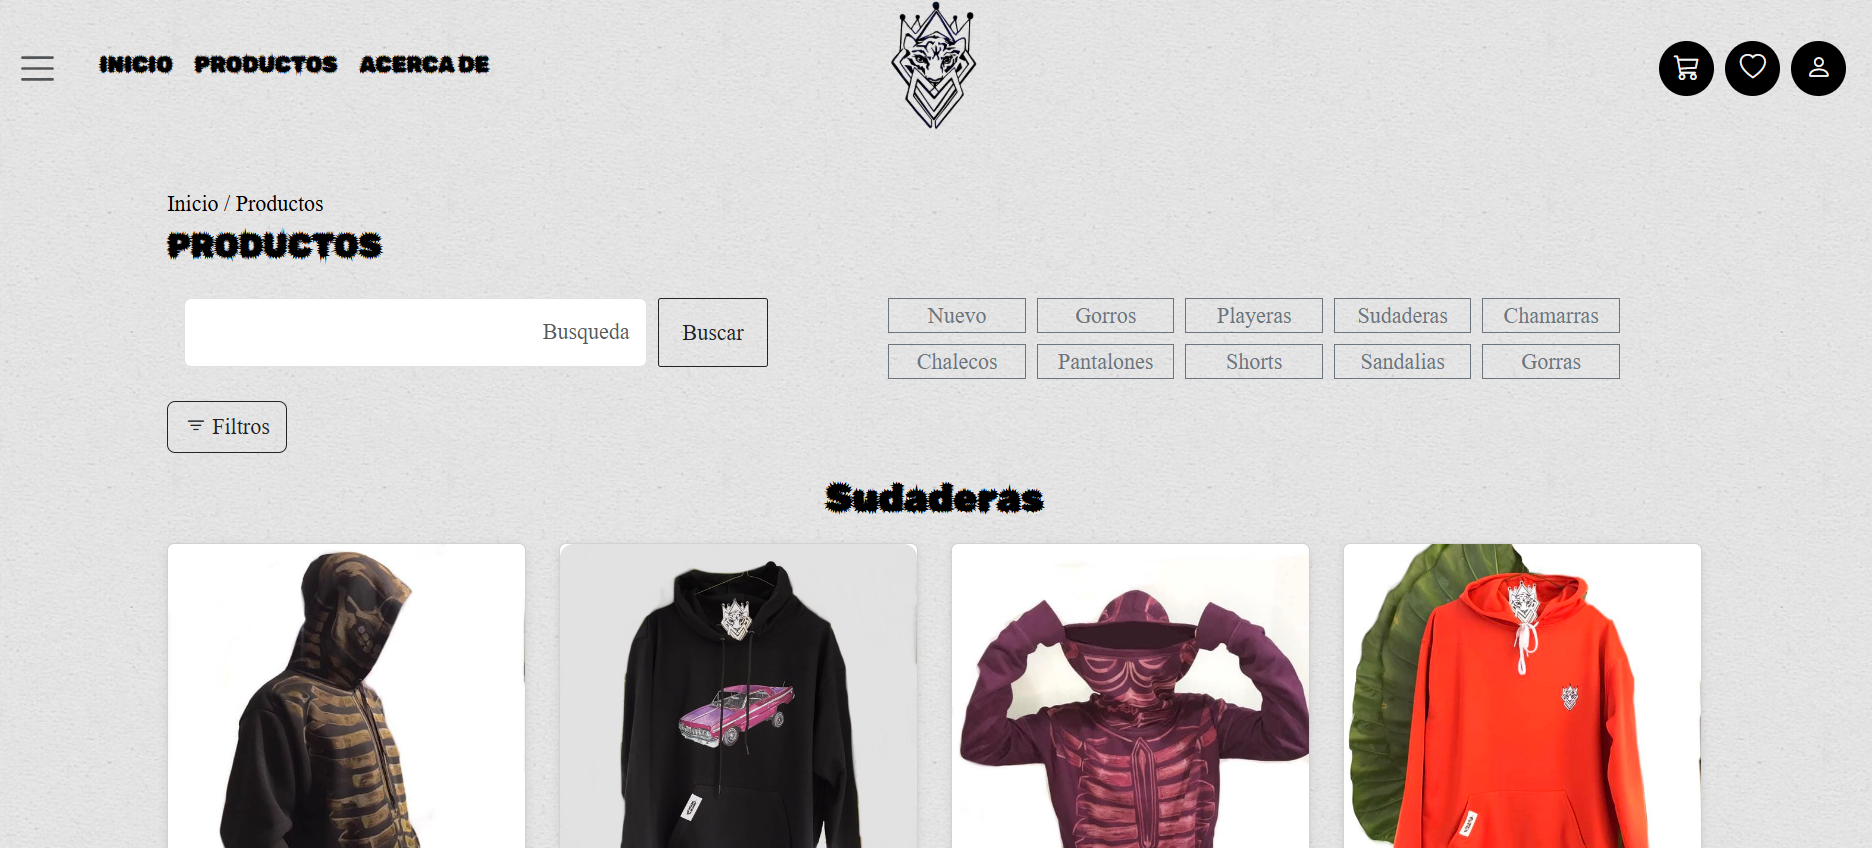 INICIO PRODUCTOS ACERCA DE
Inicio / Productos
PRODUCTOS
Busqueda Buscar
Nuevo Gorros Playeras Sudaderas Chamarras
Chalecos Pantalones Shorts Sandalias Gorras
Filtros
Sudaderas